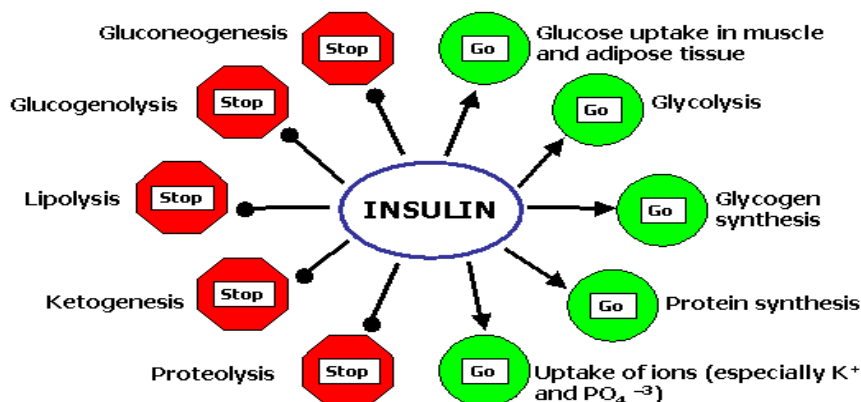 Gluconeogenesis
Stop
Go
Glucose uptake in muscle
and adipose tissue
Glucogenolysis
Stop
Go
Glycolysis
Lipolysis
Stop
INSULIN
Go
Glycogen
synthesis
Ketogenesis
Stop
Go
Protein synthesis
Proteolysis
Stop
Go
Uptake of ions (especially K⁺
and PO₄ ⁻³)